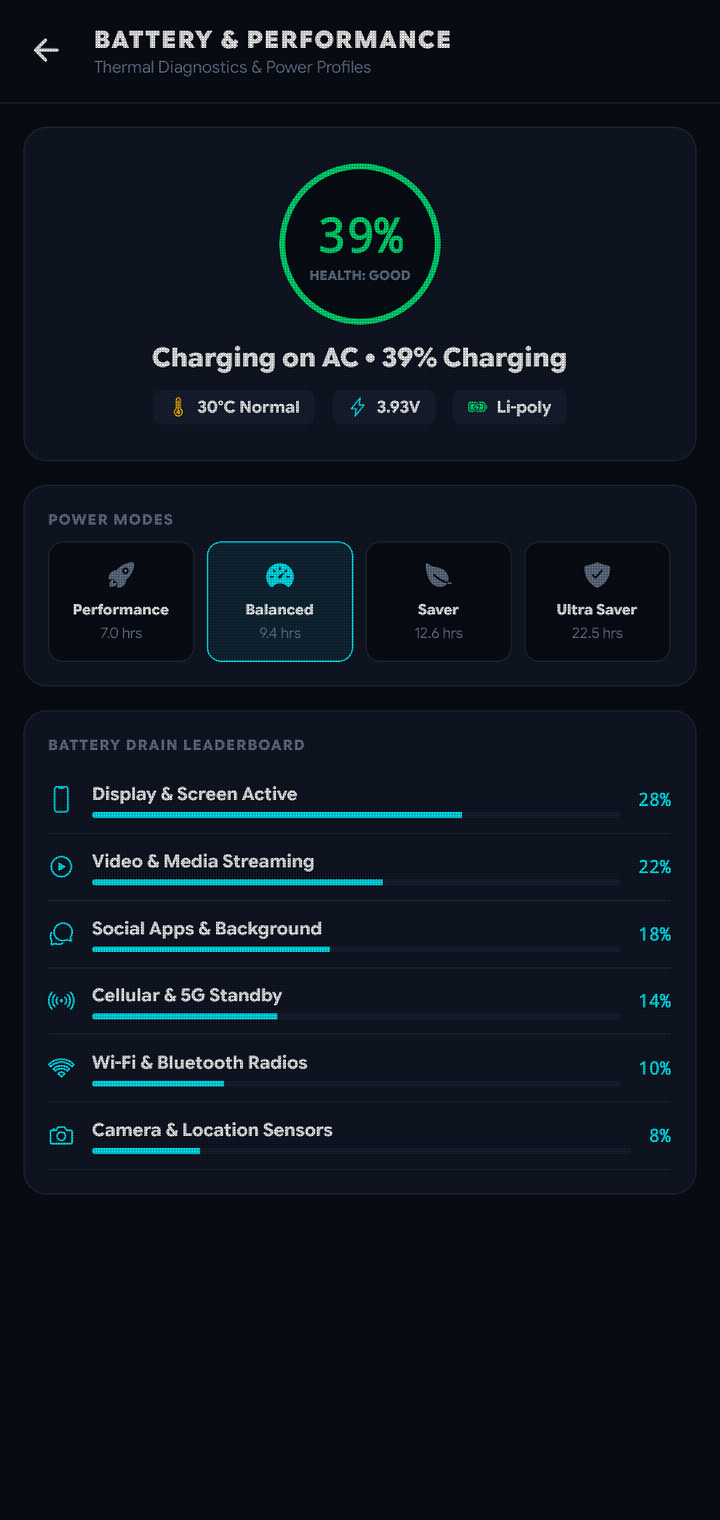 BATTERY & PERFORMANCE
Thermal Diagnostics & Power Profiles
39%
HEALTH: GOOD
Charging on AC • 39% Charging
30°C Normal
3.93V
Li-poly
POWER MODES
Performance
7.0 hrs
Balanced
9.4 hrs
Saver
12.6 hrs
Ultra Saver
22.5 hrs
BATTERY DRAIN LEADERBOARD
Display & Screen Active
28%
Video & Media Streaming
22%
Social Apps & Background
18%
Cellular & 5G Standby
14%
Wi-Fi & Bluetooth Radios
10%
Camera & Location Sensors
8%